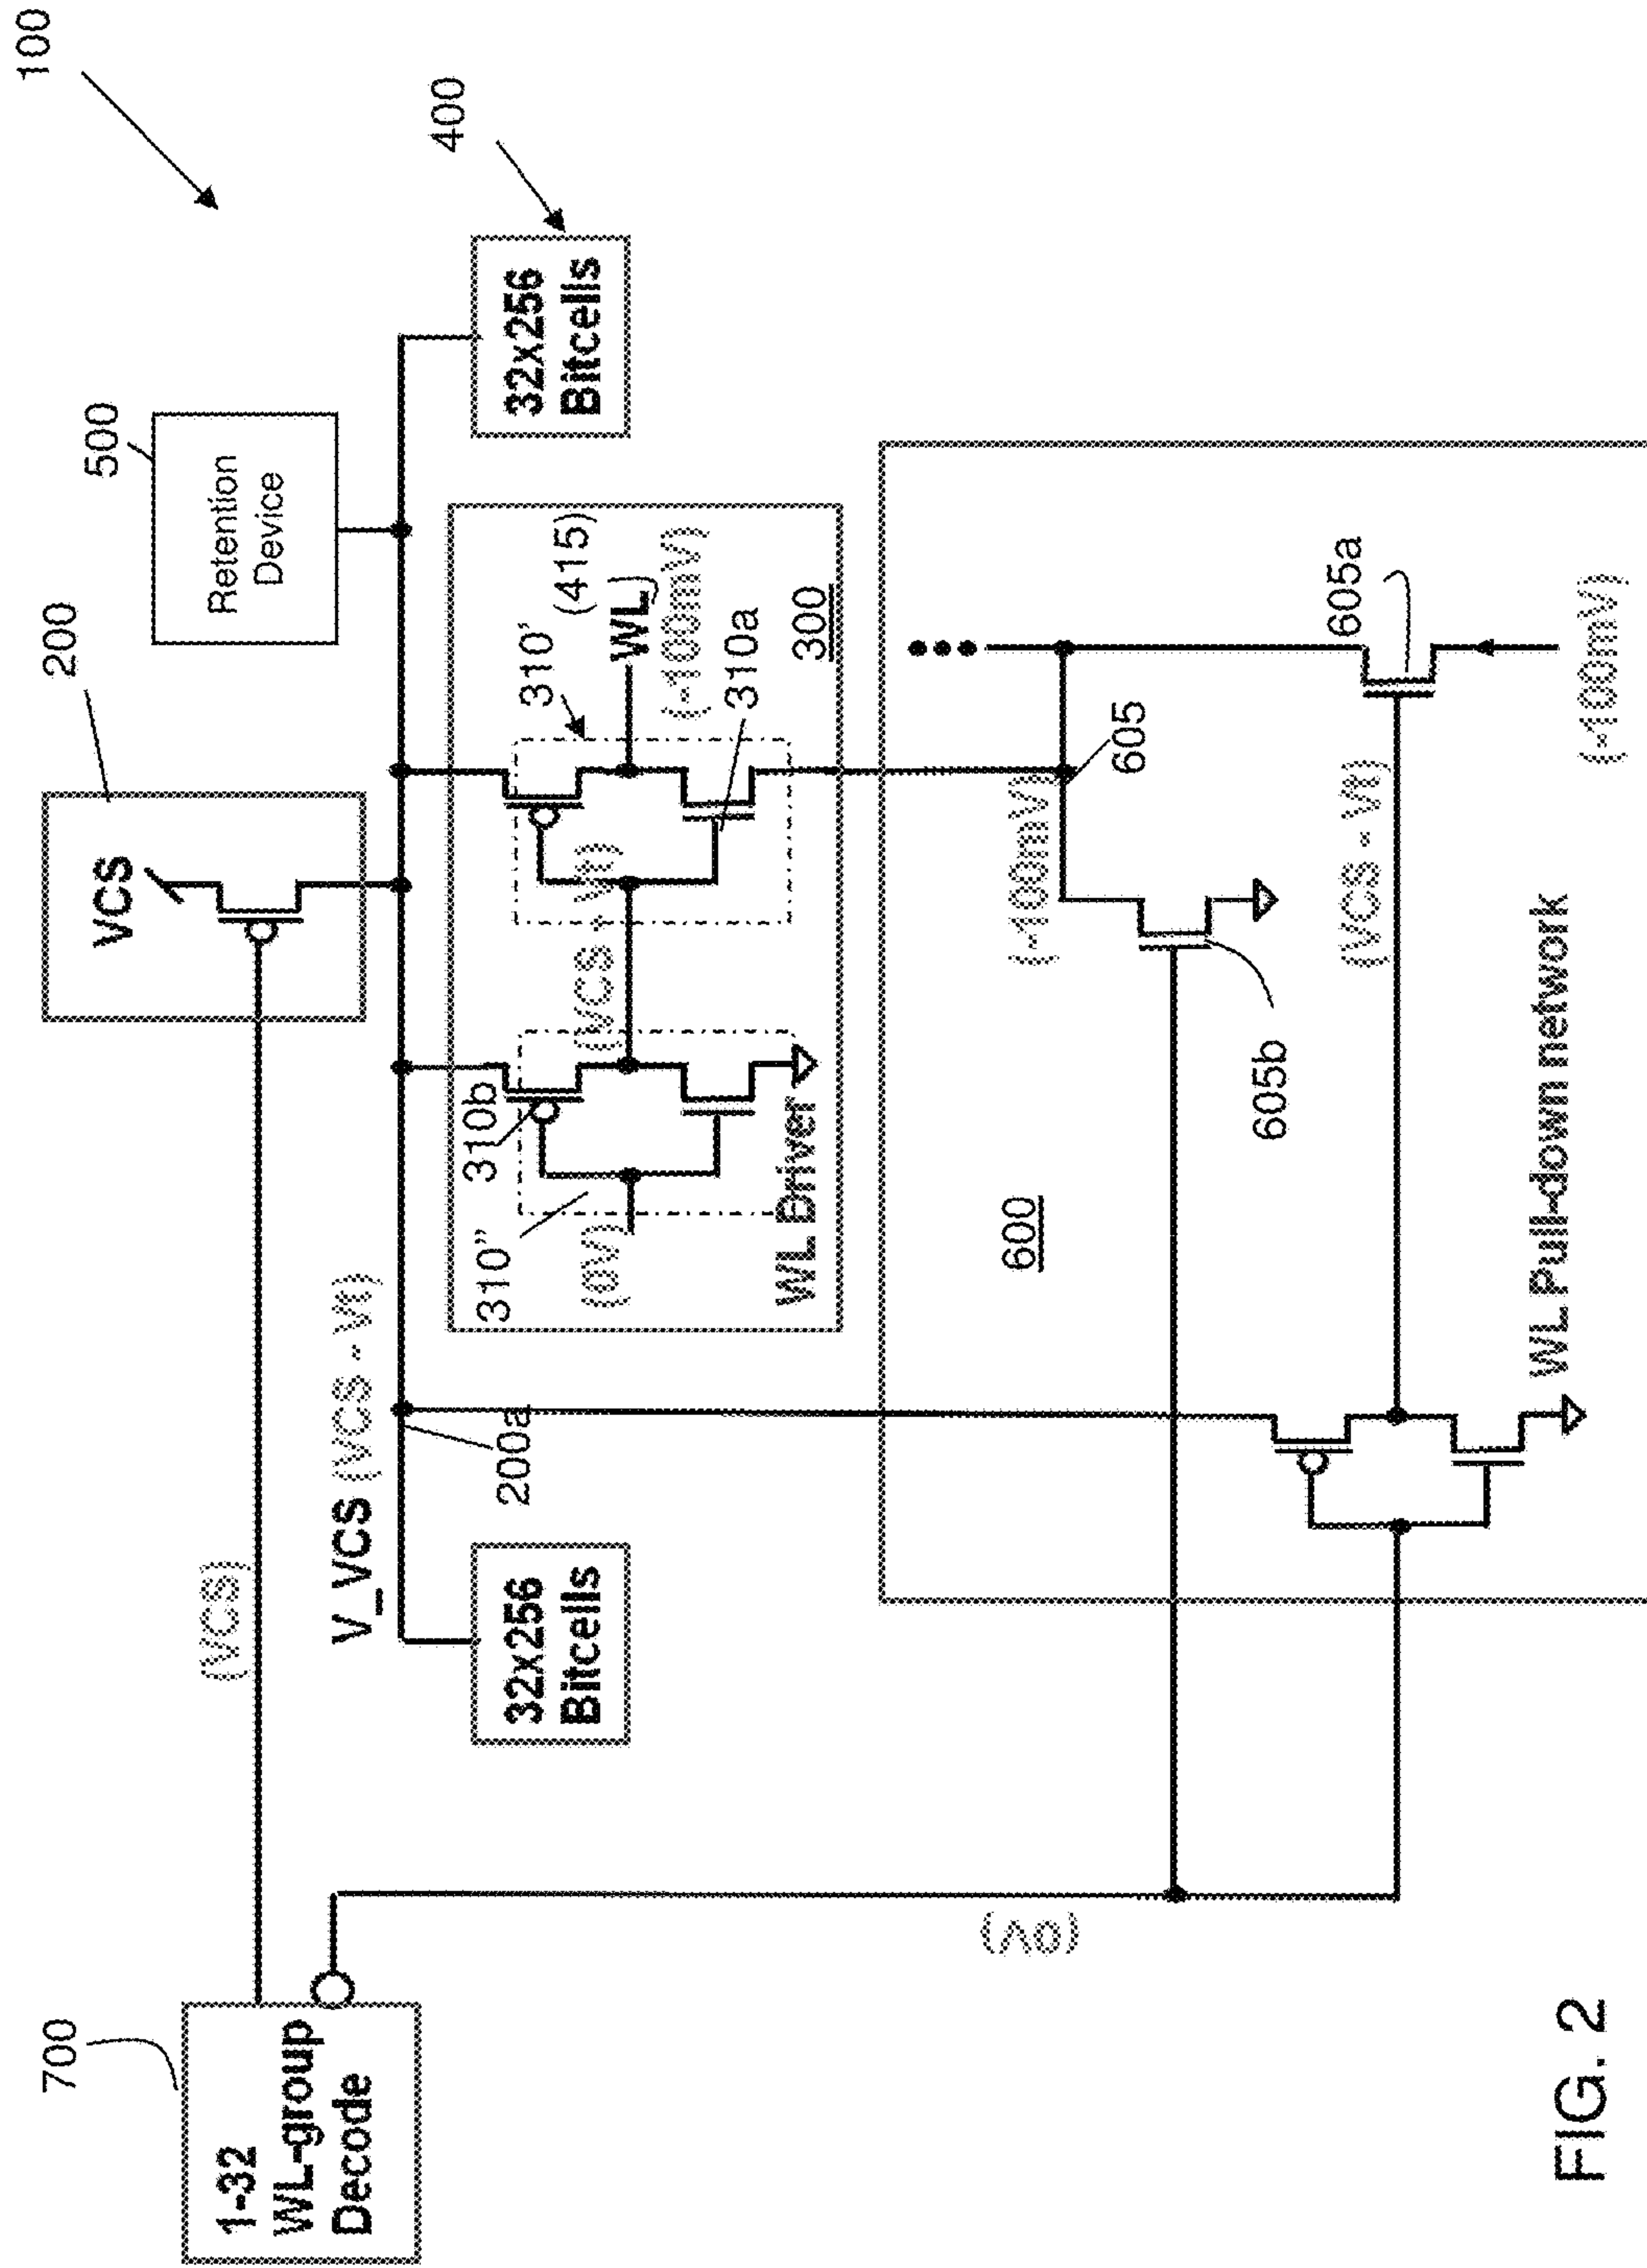 100
200
VCS
500
Retention
Device
400
32x256
Bitcells
700
1-32
WL-group
Decode
(VCS)
V_VCS (VCS - Vt)
200a
32x256
Bitcells
310"
310b
(0V)
(VCS - Vt)
310'
(415)
WL
(~100mV)
310a
300
WL Driver
600
(~100mV)
605
605b
605a
(VCS - Vt)
(~100mV)
(0V)
WL Pull-down network
FIG. 2